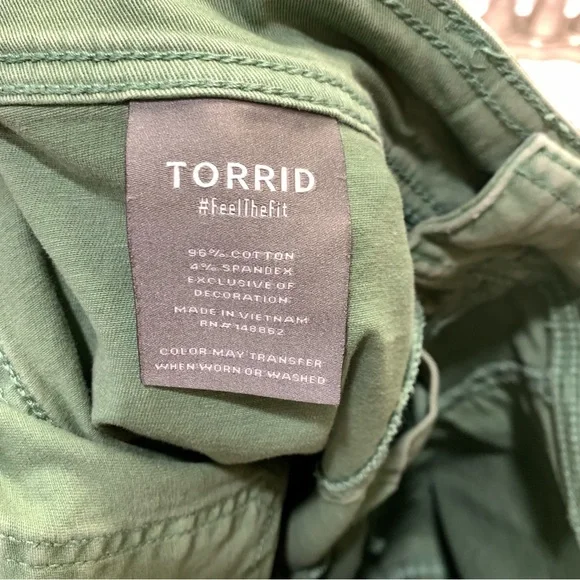 TORRID
#FeelTheFit
96% COTTON
4% SPANDEX
EXCLUSIVE OF
DECORATION
MADE IN VIETNAM
RN# 148862
COLOR MAY TRANSFER
WHEN WORN OR WASHED